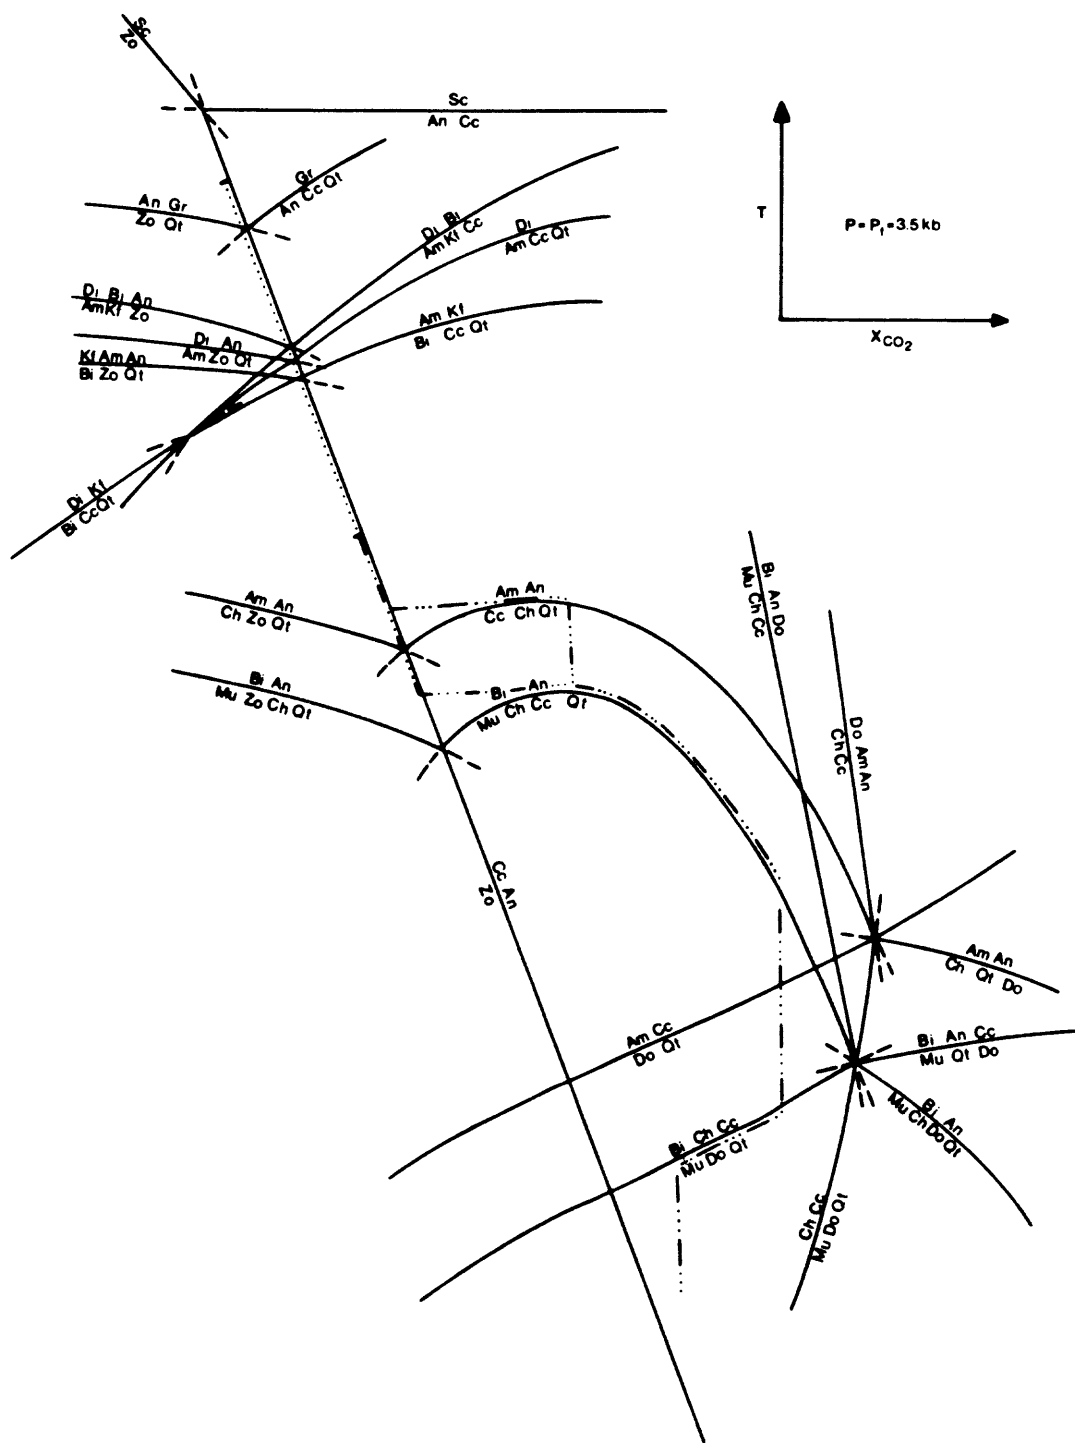 Sc
Zo
Sc
An Cc
Gr
An Cc Qt
An Gr
Zo Qt
T
P=Pf=3.5kb
XCO2
Di Bi
Am Kf Cc
Di
Am Cc Qt
Di Bi An
Am Kf Zo
Di An
Am Zo Qt
Am Kf
Bi Cc Qt
Kf Am An
Bi Zo Qt
Di Kf
Bi Cc Qt
Am An
Ch Zo Qt
Am An
Cc Ch Qt
Bi An Do
Mu Ch Cc
Bi An
Mu Zo Ch Qt
Bi An
Mu Ch Cc Qt
Do Am An
Ch Cc
Cc An
Zo
Am An
Ch Qt Do
Am Cc
Do Qt
Bi An Cc
Mu Qt Do
Bi An
Mu Ch Do Qt
Bi Ch Cc
Mu Do Qt
Ch Cc
Mu Do Qt